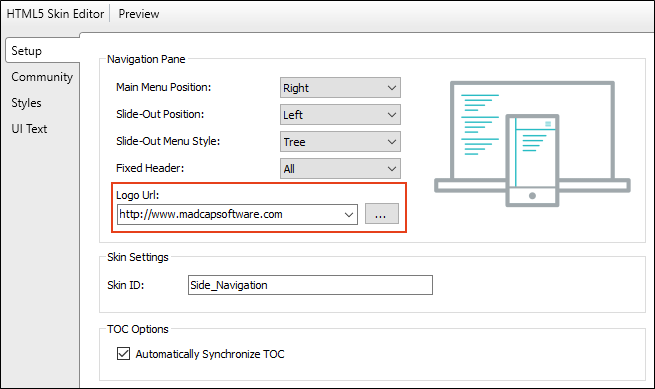 HTML5 Skin Editor Preview
Setup
Community
Styles
UI Text
Navigation Pane
Main Menu Position: Right
Slide-Out Position: Left
Slide-Out Menu Style: Tree
Fixed Header: All
Logo Url:
http://www.madcapsoftware.com ...
Skin Settings
Skin ID: Side_Navigation
TOC Options
Automatically Synchronize TOC